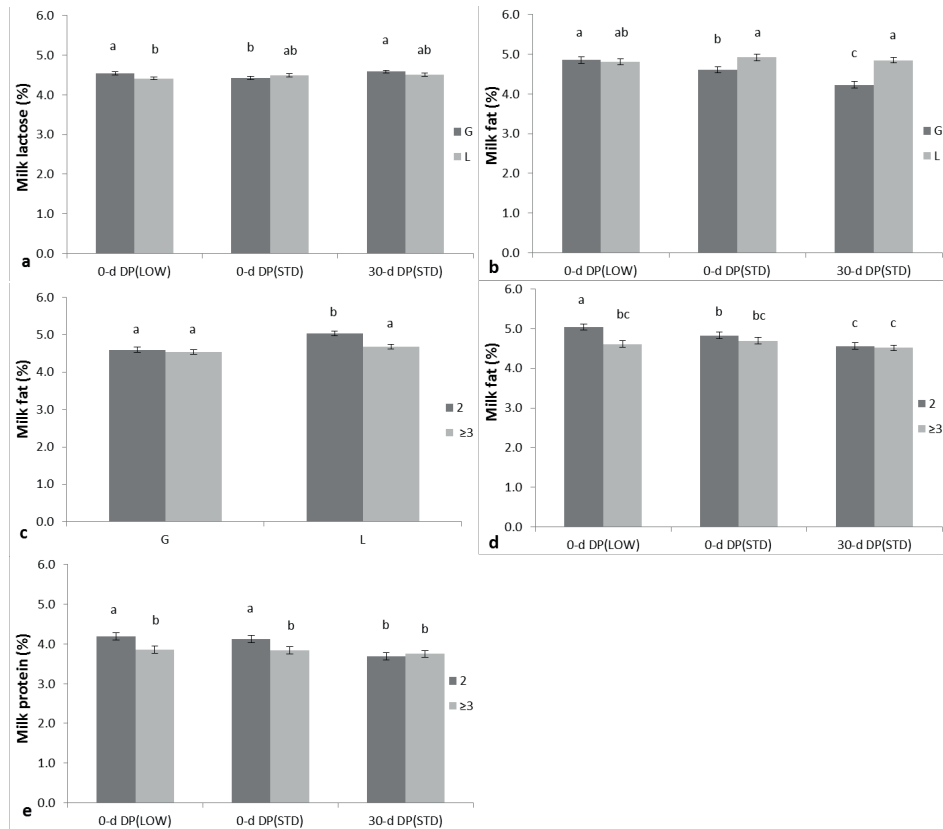 6.0
a
b
b
ab
a
ab
5.0
4.0
3.0
2.0
1.0
0.0
Milk lactose (%)
G
L
a
0-d DP(LOW)
0-d DP(STD)
30-d DP(STD)
6.0
a
ab
b
a
c
a
5.0
4.0
3.0
2.0
1.0
0.0
Milk fat (%)
G
L
b
0-d DP(LOW)
0-d DP(STD)
30-d DP(STD)
6.0
a
a
b
a
5.0
4.0
3.0
2.0
1.0
0.0
Milk fat (%)
2
≥3
c
G
L
6.0
a
bc
b
bc
c
c
5.0
4.0
3.0
2.0
1.0
0.0
Milk fat (%)
2
≥3
d
0-d DP(LOW)
0-d DP(STD)
30-d DP(STD)
6.0
a
b
a
b
b
b
5.0
4.0
3.0
2.0
1.0
0.0
Milk protein (%)
2
≥3
e
0-d DP(LOW)
0-d DP(STD)
30-d DP(STD)